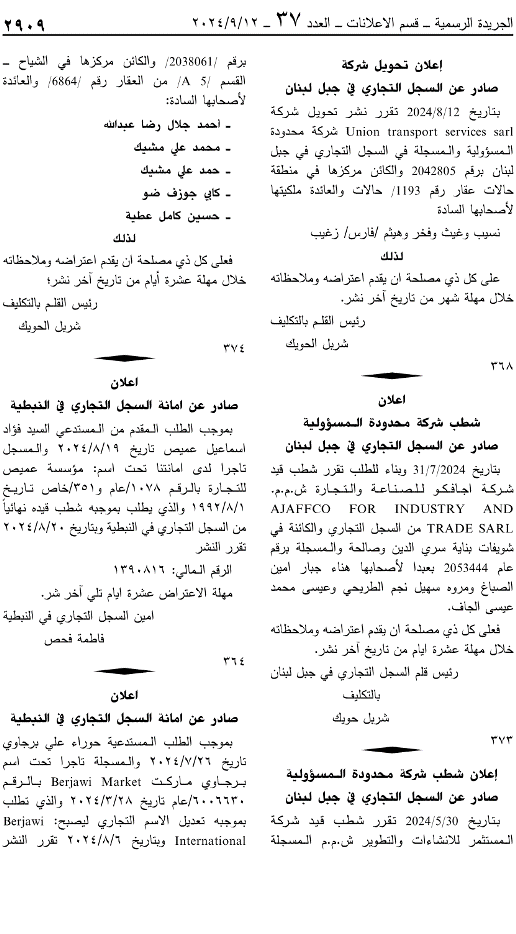 الجريدة الرسمية ــ قسم الاعلانات ــ العدد ٣٧ ــ ٢٠٢٤/٩/١٢
٢٩٠٩
إعلان تحويل شركة
صادر عن السجل التجاري في جبل لبنان
بتاريخ 2024/8/12 تقرر نشر تحويل شركة
Union transport services sarl شركة محدودة
المسؤولية والمسجلة في السجل التجاري في جبل
لبنان برقم 2042805 والكائن مركزها في منطقة
حالات عقار رقم 1193/ حالات والعائدة ملكيتها
لأصحابها السادة
نسيب وغيث وفخر وهيثم /فارس/ زغيب
لذلك
على كل ذي مصلحة ان يقدم اعتراضه وملاحظاته
خلال مهلة شهر من تاريخ آخر نشر.
رئيس القلم بالتكليف
شربل الحويك
٣٦٨
اعلان
شطب شركة محدودة المسؤولية
صادر عن السجل التجاري في جبل لبنان
بتاريخ 31/7/2024 وبناء للطلب تقرر شطب قيد
شركة اجافكو للصناعة والتجارة ش.م.م.
AJAFFCO FOR INDUSTRY AND
TRADE SARL من السجل التجاري والكائنة في
شويفات بناية سري الدين وصالحة والمسجلة برقم
عام 2053444 بعبدا لأصحابها هناء جبار امين
الصباغ ومروه سهيل نجم الطريحي وعيسى محمد
عيسى الجاف.
فعلى كل ذي مصلحة ان يقدم اعتراضه وملاحظاته
خلال مهلة عشرة ايام من تاريخ آخر نشر.
رئيس قلم السجل التجاري في جبل لبنان
بالتكليف
شربل حويك
٣٧٣
إعلان شطب شركة محدودة المسؤولية
صادر عن السجل التجاري في جبل لبنان
بتاريخ 2024/5/30 تقرر شطب قيد شركة
المستثمر للانشاءات والتطوير ش.م.م المسجلة
برقم /2038061/ والكائن مركزها في الشياح ــ
القسم /5 A/ من العقار رقم /6864/ والعائدة
لأصحابها السادة:
ــ أحمد جلال رضا عبدالله
ــ محمد علي مشيك
ــ حمد علي مشيك
ــ كابي جوزف ضو
ــ حسين كامل عطية
لذلك
فعلى كل ذي مصلحة ان يقدم اعتراضه وملاحظاته
خلال مهلة عشرة أيام من تاريخ آخر نشر؛
رئيس القلم بالتكليف
شربل الحويك
٣٧٤
اعلان
صادر عن امانة السجل التجاري في النبطية
بموجب الطلب المقدم من المستدعي السيد فؤاد
اسماعيل عميص تاريخ ٢٠٢٤/٨/١٩ والمسجل
تاجرا لدى امانتنا تحت اسم: مؤسسة عميص
للتجارة بالرقم ١٠٢٨/عام و٣٥١/خاص تاريخ
١٩٩٢/٨/١ والذي يطلب بموجبه شطب قيده نهائياً
من السجل التجاري في النبطية وبتاريخ ٢٠٢٤/٨/٢٠
تقرر النشر
الرقم المالي: ١٣٩٠٨١٦
مهلة الاعتراض عشرة ايام تلي آخر شر.
امين السجل التجاري في النبطية
فاطمة فحص
٣٦٤
اعلان
صادر عن امانة السجل التجاري في النبطية
بموجب الطلب المستدعية حوراء علي برجاوي
تاريخ ٢٠٢٤/٧/٢٦ والمسجلة تاجرا تحت اسم
برجاوي ماركت Berjawi Market بالرقم
٦٠٠٦٦٣٠/عام تاريخ ٢٠٢٤/٣/٢٨ والذي تطلب
بموجبه تعديل الاسم التجاري ليصبح: Berjawi
International وبتاريخ ٢٠٢٤/٨/٦ تقرر النشر